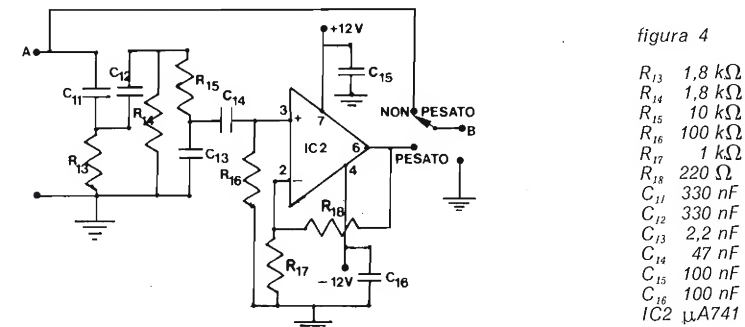 figura 4
+12V
A
C12
R15
C15
C11
C14
3
+
7
NON PESATO
R14
B
IC2
6
PESATO
R13
C13
R16
2
−
4
R18
R17
−12V
C16
R13 1,8 kΩ
R14 1,8 kΩ
R15 10 kΩ
R16 100 kΩ
R17 1 kΩ
R18 220 Ω
C11 330 nF
C12 330 nF
C13 2,2 nF
C14 47 nF
C15 100 nF
C16 100 nF
IC2 μA741